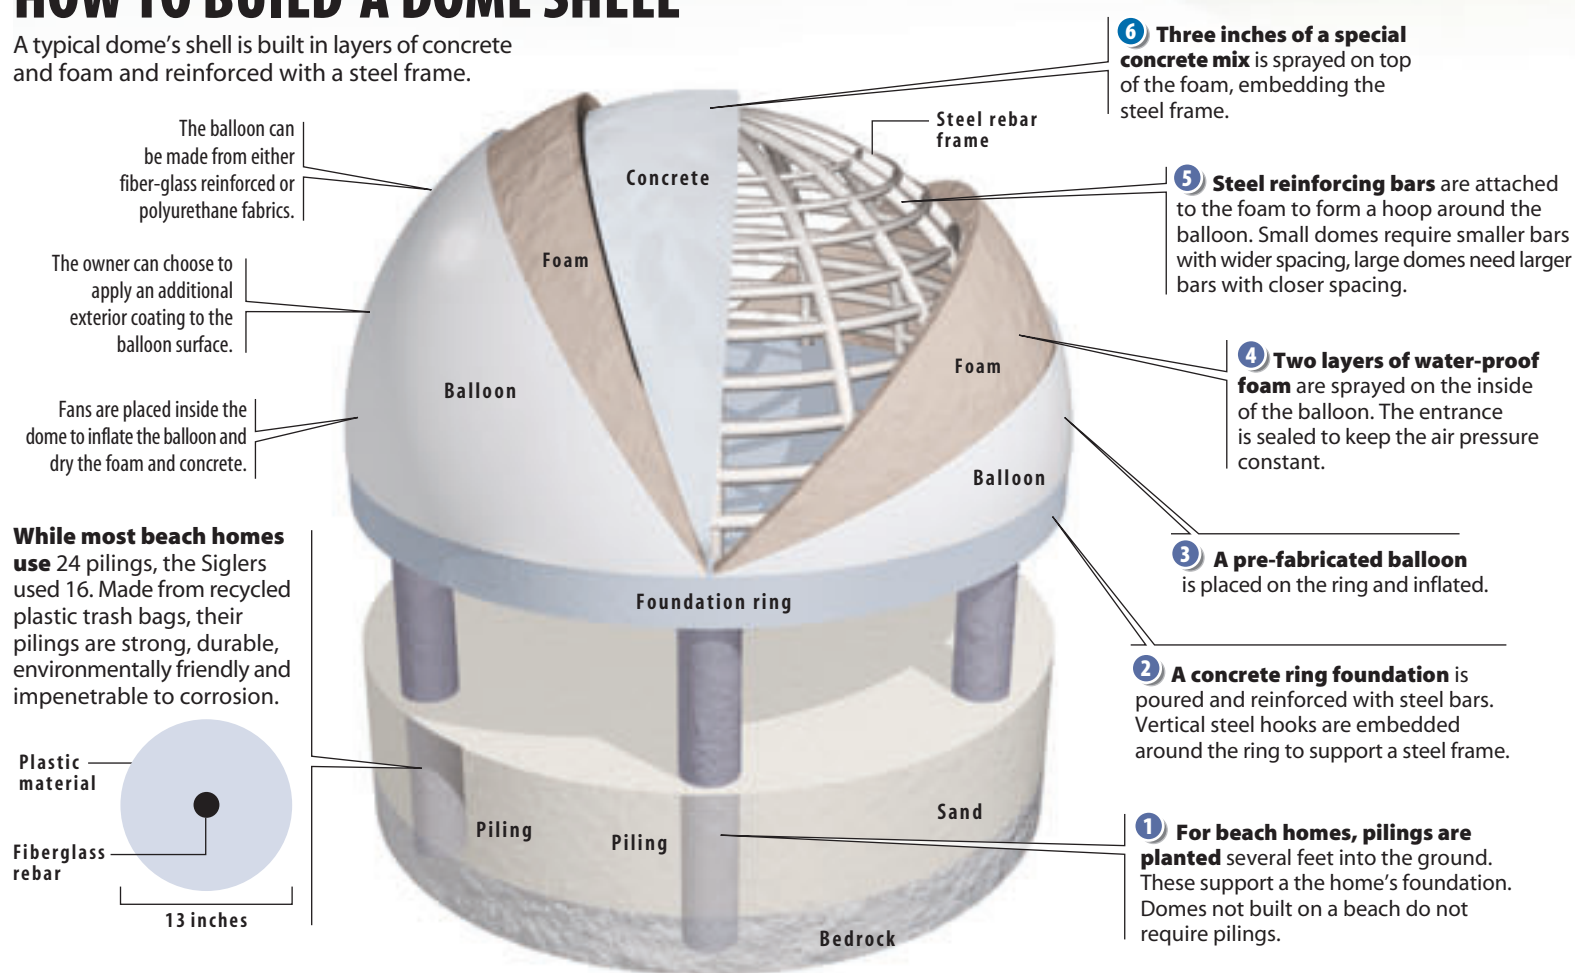 HOW TO BUILD A DOME SHELL
A typical dome's shell is built in layers of concrete
and foam and reinforced with a steel frame.
The balloon can
be made from either
fiber-glass reinforced or
polyurethane fabrics.
The owner can choose to
apply an additional
exterior coating to the
balloon surface.
Fans are placed inside the
dome to inflate the balloon and
dry the foam and concrete.
While most beach homes
use 24 pilings, the Siglers
used 16. Made from recycled
plastic trash bags, their
pilings are strong, durable,
environmentally friendly and
impenetrable to corrosion.
Plastic
material
Fiberglass
rebar
13 inches
Concrete
Steel rebar
frame
Foam
Balloon
Foam
Balloon
Foundation ring
Piling
Piling
Sand
Bedrock
6 Three inches of a special
concrete mix is sprayed on top
of the foam, embedding the
steel frame.
5 Steel reinforcing bars are attached
to the foam to form a hoop around the
balloon. Small domes require smaller bars
with wider spacing, large domes need larger
bars with closer spacing.
4 Two layers of water-proof
foam are sprayed on the inside
of the balloon. The entrance
is sealed to keep the air pressure
constant.
3 A pre-fabricated balloon
is placed on the ring and inflated.
2 A concrete ring foundation is
poured and reinforced with steel bars.
Vertical steel hooks are embedded
around the ring to support a steel frame.
1 For beach homes, pilings are
planted several feet into the ground.
These support a the home's foundation.
Domes not built on a beach do not
require pilings.